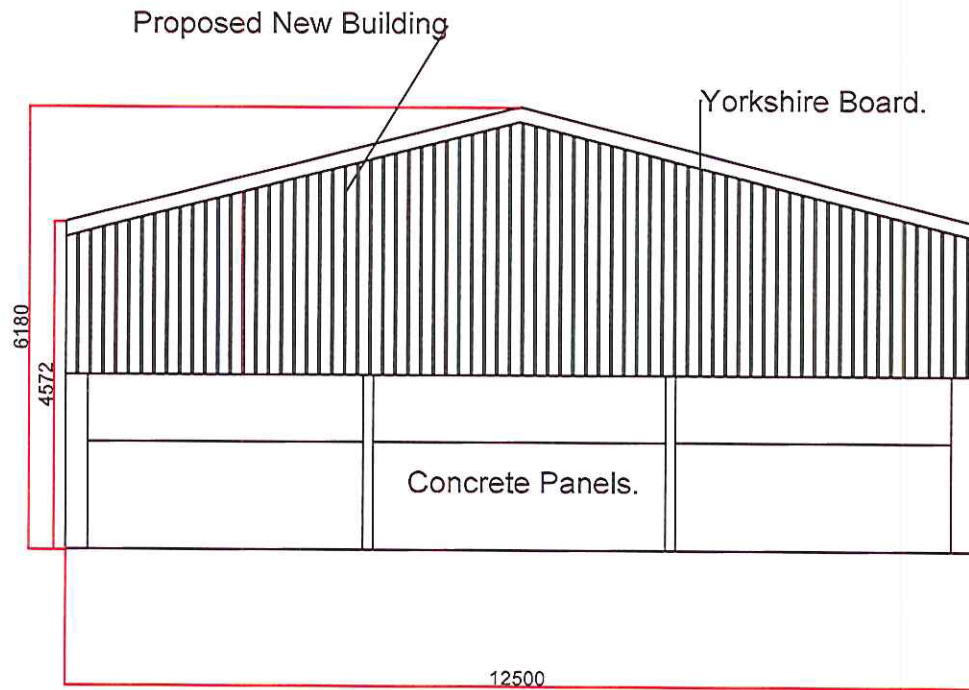 Proposed New Building
Yorkshire Board.
6180
4572
Concrete Panels.
12500